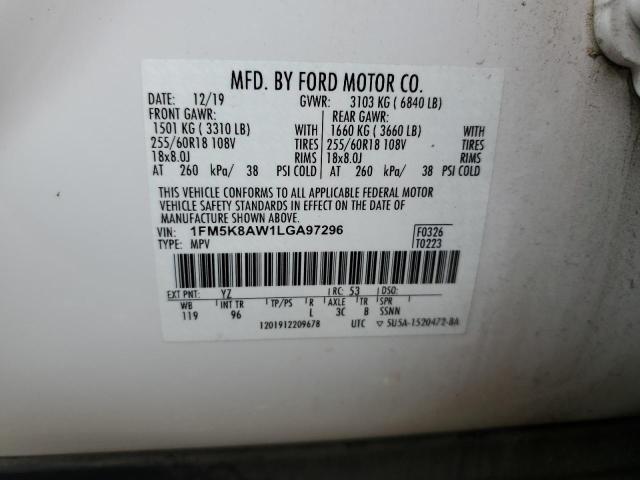 MFD. BY FORD MOTOR CO.
DATE: 12/19 GVWR: 3103 KG ( 6840 LB)
FRONT GAWR: REAR GAWR:
1501 KG ( 3310 LB) WITH 1660 KG ( 3660 LB) WITH
255/60R18 108V TIRES 255/60R18 108V TIRES
18x8.0J RIMS 18x8.0J RIMS
AT 260 kPa/ 38 PSI COLD AT 260 kPa/ 38 PSI COLD
THIS VEHICLE CONFORMS TO ALL APPLICABLE FEDERAL MOTOR
VEHICLE SAFETY STANDARDS IN EFFECT ON THE DATE OF
MANUFACTURE SHOWN ABOVE.
VIN: 1FM5K8AW1LGA97296 F0326
TYPE: MPV T0223
EXT PNT: YZ RC: 53 DSO:
WB INT TR TP/PS R AXLE TR SPR
119 96 L 3C B SSNN
1201912209678 UTC ▽ 5U5A-1520472-BA